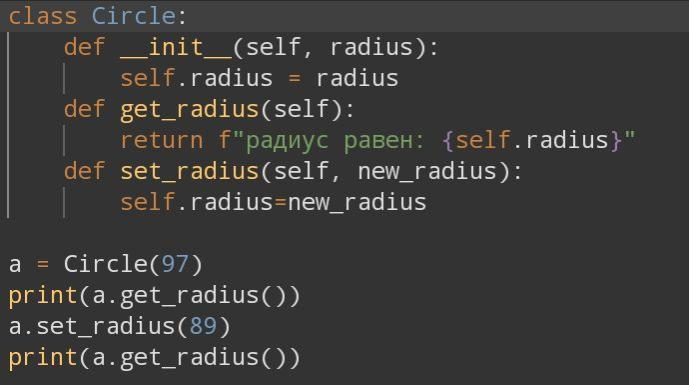 class Circle:
    def __init__(self, radius):
        self.radius = radius
    def get_radius(self):
        return f"радиус равен: {self.radius}"
    def set_radius(self, new_radius):
        self.radius=new_radius

a = Circle(97)
print(a.get_radius())
a.set_radius(89)
print(a.get_radius())